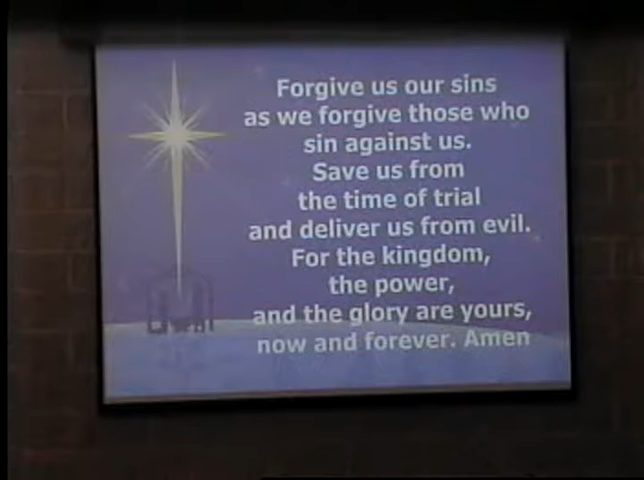 Forgive us our sins
as we forgive those who
sin against us.
Save us from
the time of trial
and deliver us from evil.
For the kingdom,
the power,
and the glory are yours,
now and forever. Amen